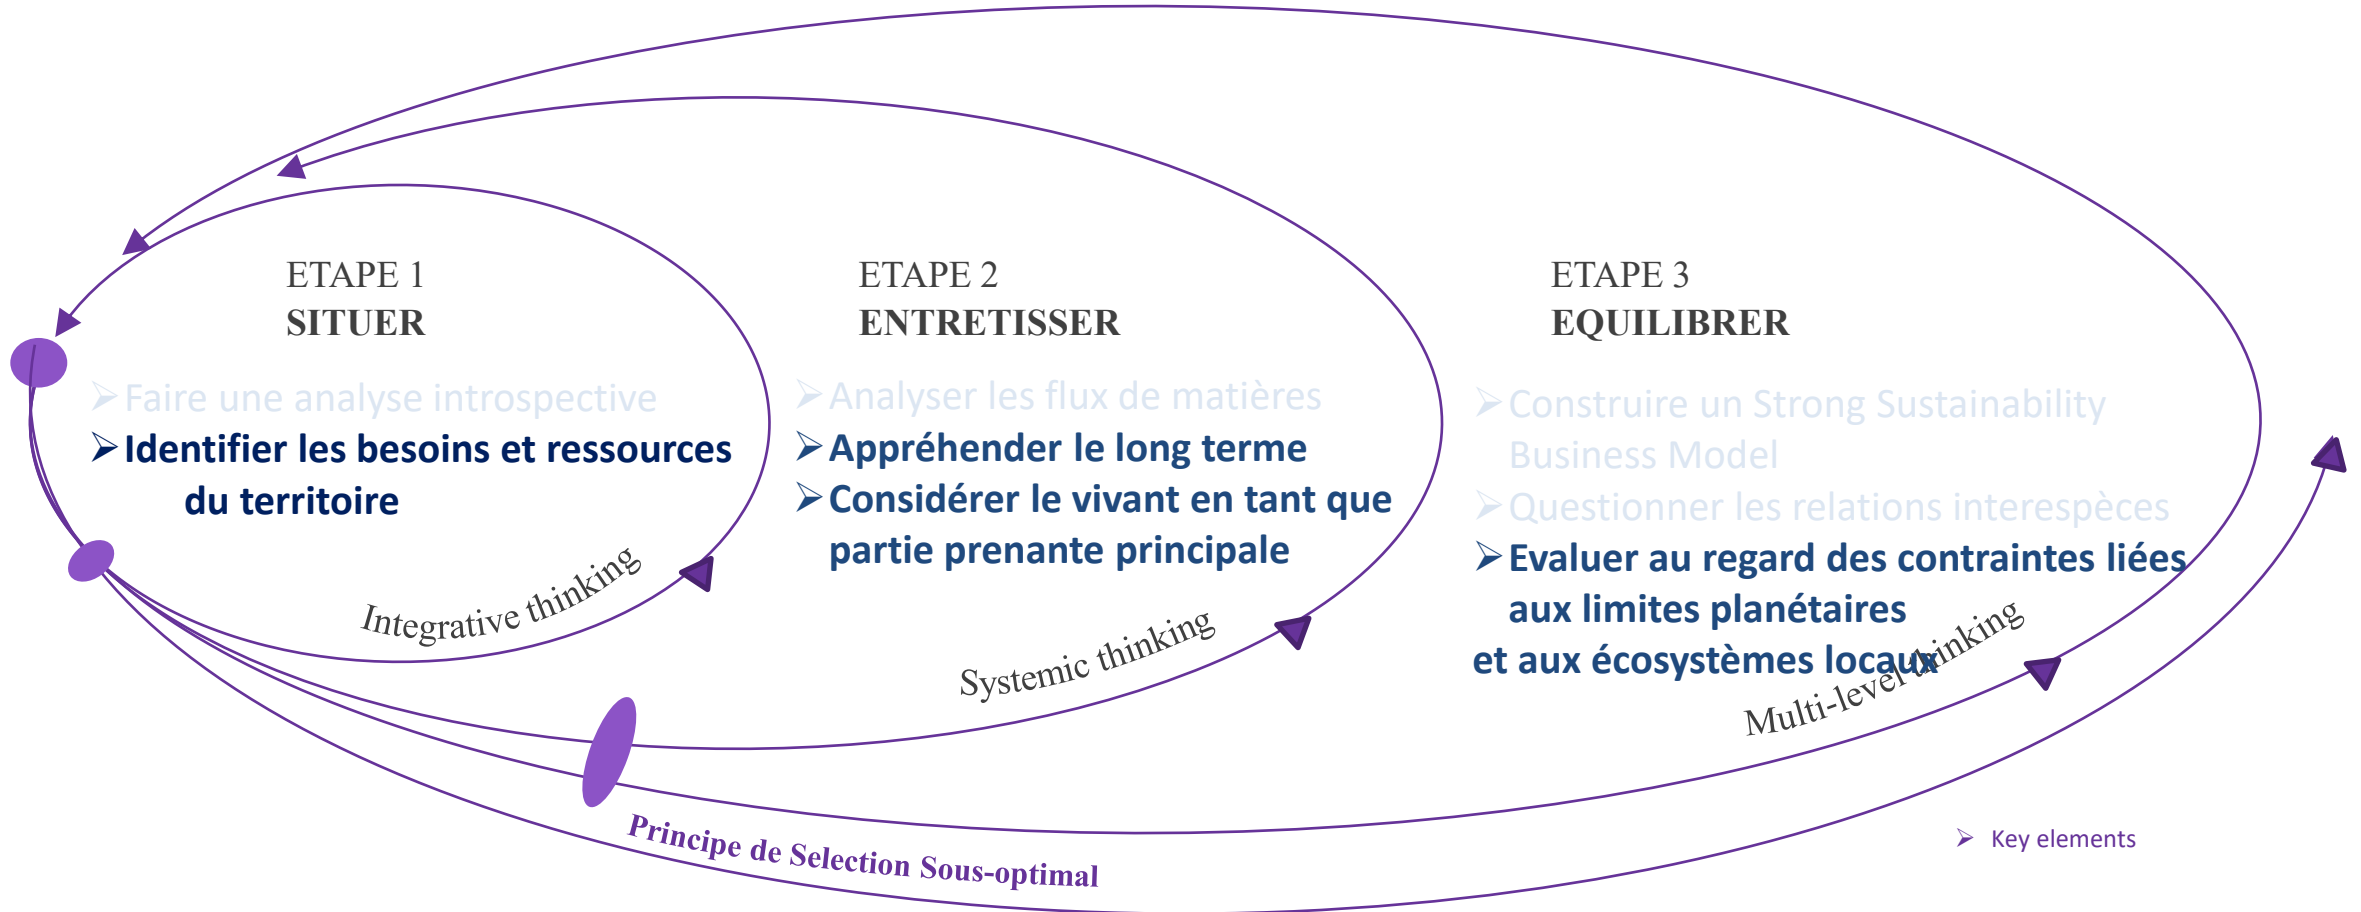 ETAPE 1
SITUER
➢Faire une analyse introspective
➢Identifier les besoins et ressources
du territoire
Integrative thinking
ETAPE 2
ENTRETISSER
➢Analyser les flux de matières
➢Appréhender le long terme
➢Considérer le vivant en tant que
partie prenante principale
Systemic thinking
ETAPE 3
EQUILIBRER
➢Construire un Strong Sustainability
Business Model
➢Questionner les relations interespèces
➢Evaluer au regard des contraintes liées
aux limites planétaires
et aux écosystèmes locaux
Multi-level thinking
Principe de Selection Sous-optimal
➢ Key elements